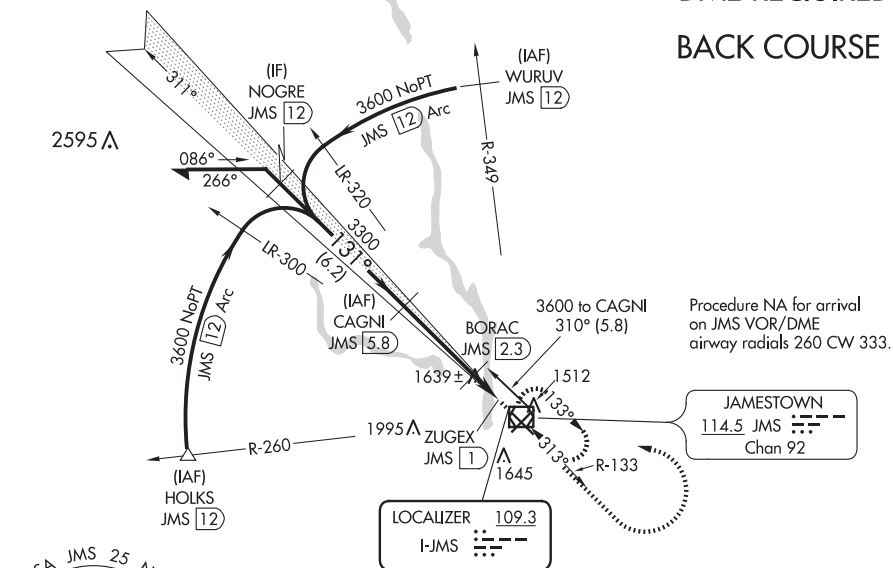 DME REQUIRED
BACK COURSE
(IAF)
WURUV
JMS 12
3600 NoPT
JMS 12 Arc
R-349
(IF)
NOGRE
JMS 12
311°
2595
086°
266°
LR-320
LR-300
3300
131°
(6.2)
3600 NoPT
JMS 12 Arc
(IAF)
CAGNI
JMS 5.8
BORAC
JMS 2.3
3600 to CAGNI
310° (5.8)
Procedure NA for arrival
on JMS VOR/DME
airway radials 260 CW 333.
1639 ±
1512
133°
JAMESTOWN
114.5 JMS
Chan 92
1995
ZUGEX
JMS 1
1645
313°
R-133
R-260
(IAF)
HOLKS
JMS 12
LOCALIZER 109.3
I-JMS
JMS 25